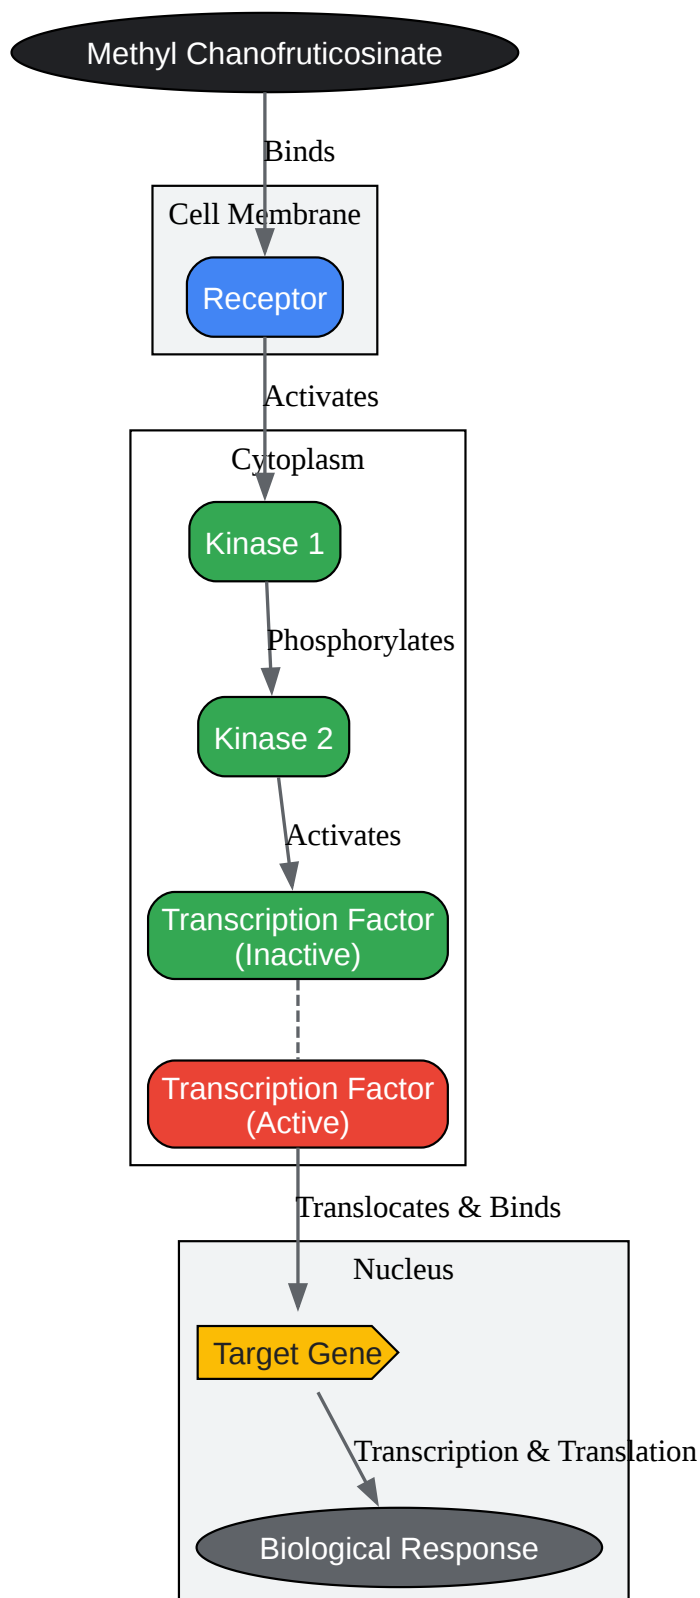 Methyl Chanofruticosinate
Binds
Cell Membrane
Receptor
Activates
Cytoplasm
Kinase 1
Phosphorylates
Kinase 2
Activates
Transcription Factor
(Inactive)
Transcription Factor
(Active)
Translocates & Binds
Nucleus
Target Gene
Transcription & Translation
Biological Response